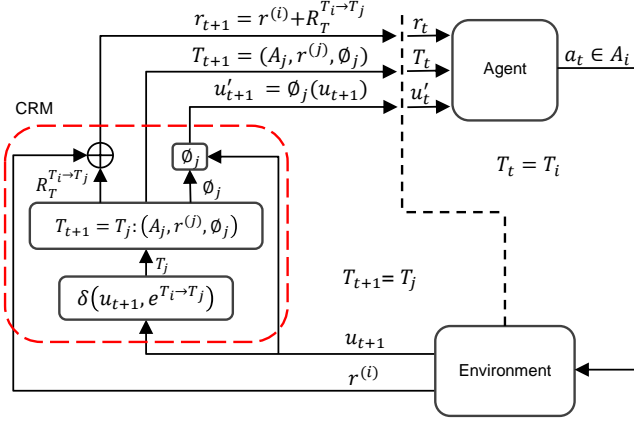 r_{t+1} = r^{(i)}+R_T^{T_i→T_j}
r_t
T_{t+1} = (A_j, r^{(j)}, ∅_j)
T_t
Agent
a_t ∈ A_i
u'_{t+1} = ∅_j(u_{t+1})
u'_t
CRM
∅_j
R_T^{T_i→T_j}
∅_j
T_t = T_i
T_{t+1} = T_j: (A_j, r^{(j)}, ∅_j)
T_j
δ(u_{t+1}, e^{T_i→T_j})
T_{t+1}= T_j
u_{t+1}
Environment
r^{(i)}